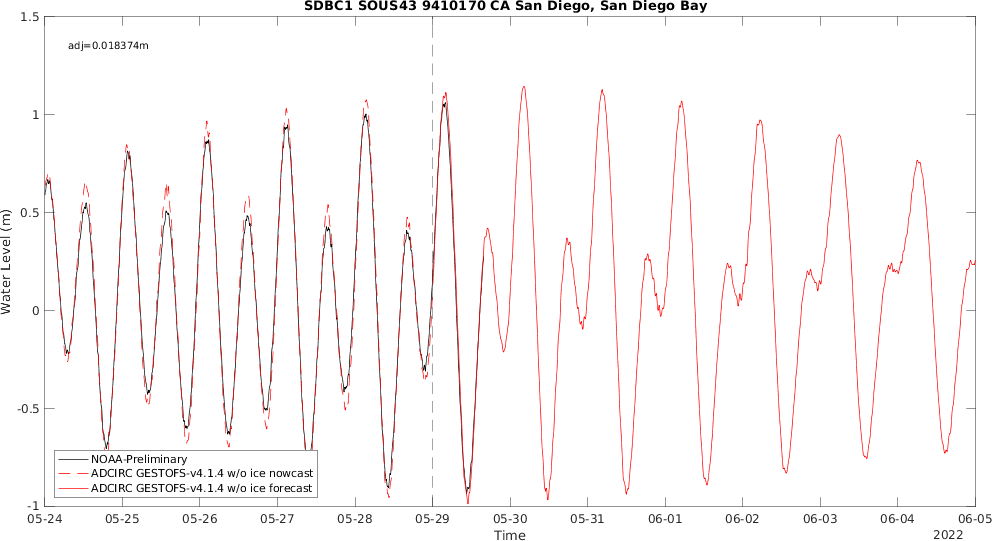 SDBC1 SOUS43 9410170 CA San Diego, San Diego Bay
1.5
adj=0.018374m
1
0.5
0
-0.5
-1
Water Level (m)
NOAA-Preliminary
ADCIRC GESTOFS-v4.1.4 w/o ice nowcast
ADCIRC GESTOFS-v4.1.4 w/o ice forecast
05-24 05-25 05-26 05-27 05-28 05-29 05-30 05-31 06-01 06-02 06-03 06-04 06-05
Time
2022